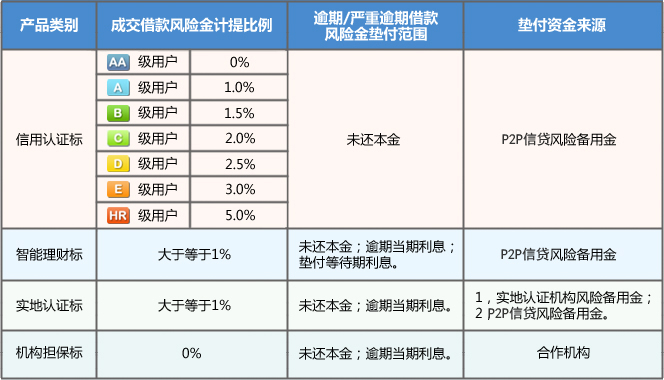 产品类别 成交借款风险金计提比例 逾期/严重逾期借款 垫付资金来源
风险金垫付范围
AA 级用户 0%
A 级用户 1.0%
B 级用户 1.5%
信用认证标 C 级用户 2.0% 未还本金 P2P信贷风险备用金
D 级用户 2.5%
E 级用户 3.0%
HR 级用户 5.0%
智能理财标 大于等于1% 未还本金；逾期当期利息； P2P信贷风险备用金
垫付等待期利息。
实地认证标 大于等于1% 未还本金；逾期当期利息。 1，实地认证机构风险备用金；
2 P2P信贷风险备用金。
机构担保标 0% 未还本金；逾期当期利息。 合作机构